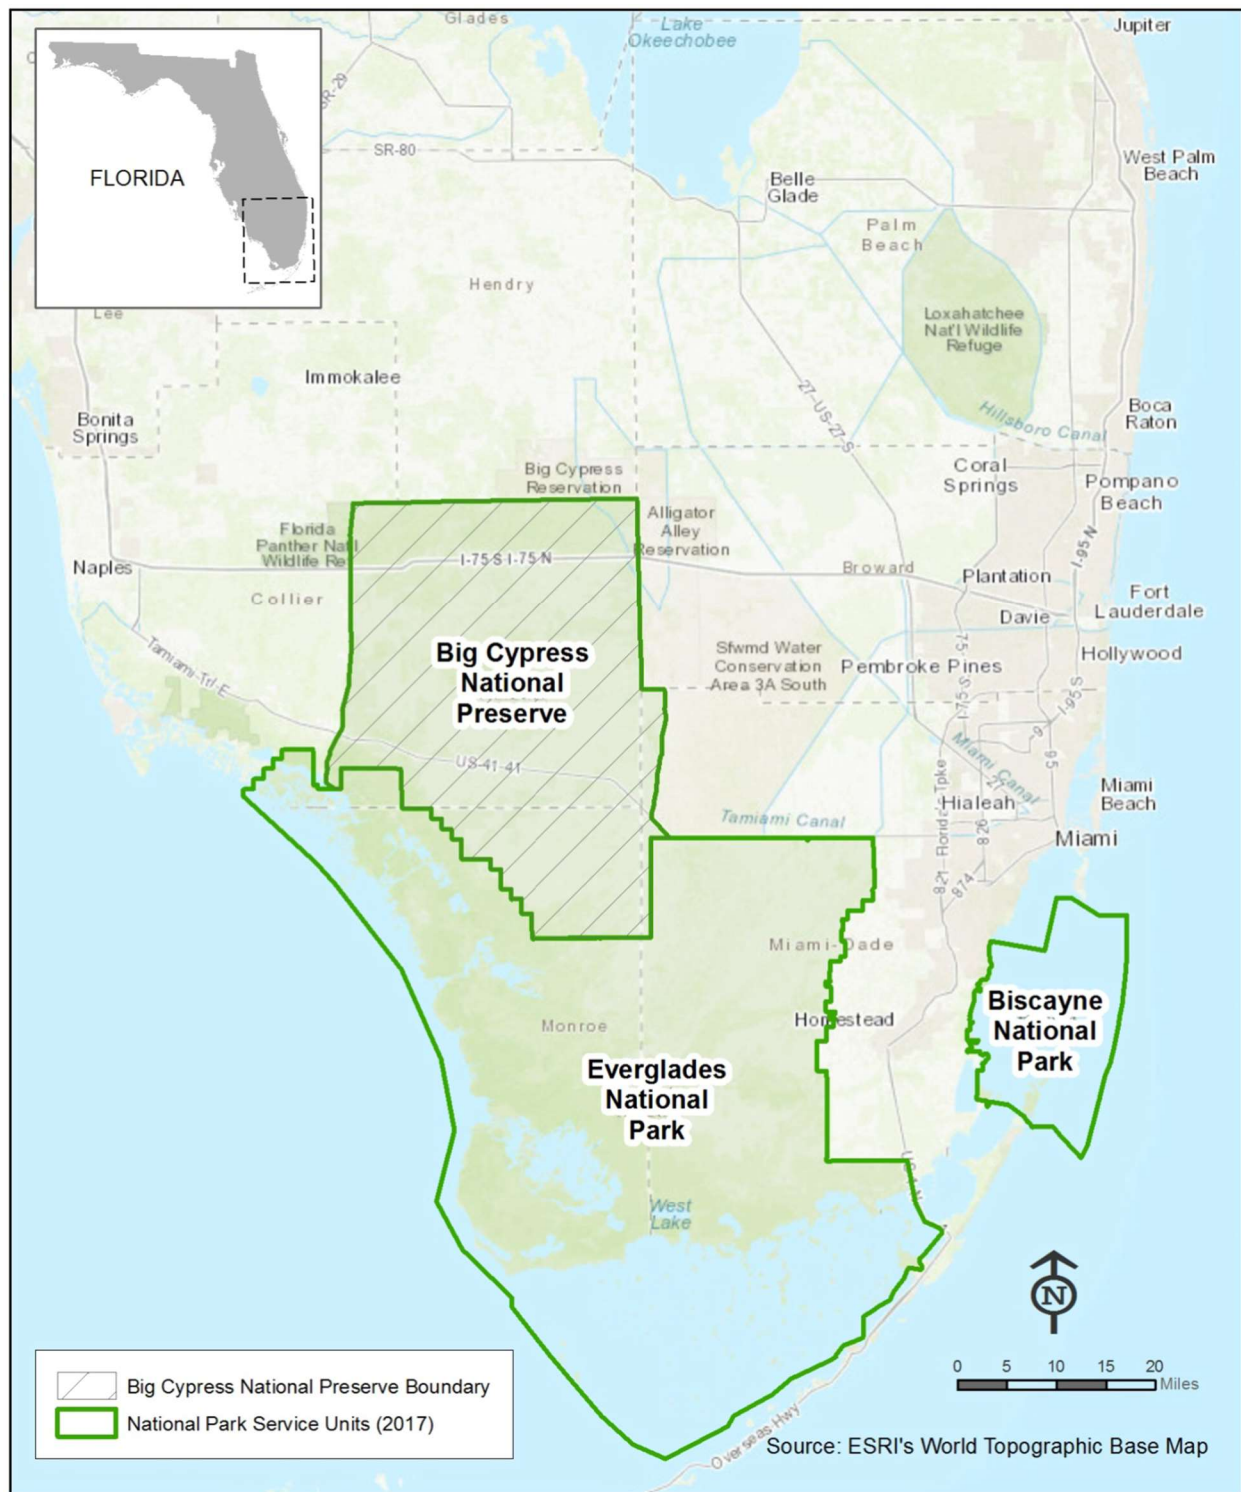 Glades
Lake
Okeechobee
Jupiter
SR-29
SR-80
FLORIDA
West Palm
Beach
Belle
Glade
Palm
Beach
Hendry
Lee
Loxahatchee
Nat'l Wildlife
Refuge
Immokalee
27-US-27-S
Bonita
Springs
Boca
Raton
Hillsboro Canal
Big Cypress
Reservation
Coral
Springs
Pompano
Beach
Alligator
Alley
Reservation
Florida
Panther Nat'l
Wildlife Re
I-95 N
Naples
I-75 S I-75 N
Broward
Plantation
Collier
Fort
Lauderdale
Davie
Big Cypress
National
Preserve
Sfwmd Water
Conservation
Area 3A South
Pembroke Pines
Hollywood
Tamiami-Trl-E
75-S-75-I
I-95 S
9
95
US-41-41
Miami Canal
27
Miami
Beach
Hialeah
Tamiami Canal
Miami
821 Florida's-Tpke
826
874
Miami-Dade
Biscayne
National
Park
Homestead
Monroe
Everglades
National
Park
US-1-N
West
Lake
N
Big Cypress National Preserve Boundary
National Park Service Units (2017)
0 5 10 15 20
Miles
Overseas Hwy
Source: ESRI's World Topographic Base Map